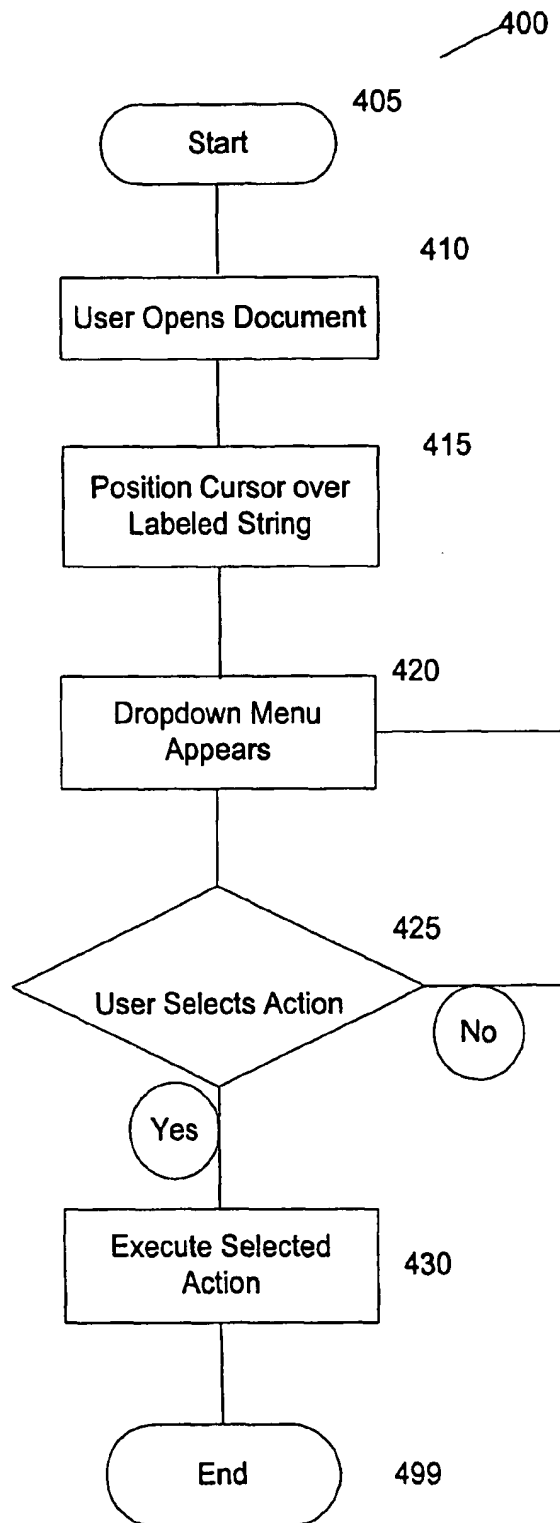 400
405
Start
410
User Opens Document
415
Position Cursor over
Labeled String
420
Dropdown Menu
Appears
425
User Selects Action
No
Yes
Execute Selected
Action
430
End
499